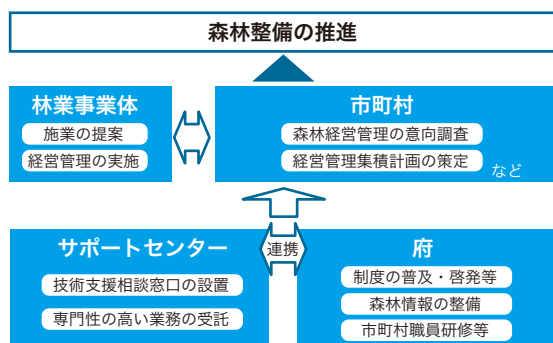 森林整備の推進
林業事業体
施業の提案
経営管理の実施
市町村
森林経営管理の意向調査
経営管理集積計画の策定
など
サポートセンター
技術支援相談窓口の設置
専門性の高い業務の受託
連携
府
制度の普及・啓発等
森林情報の整備
市町村職員研修等